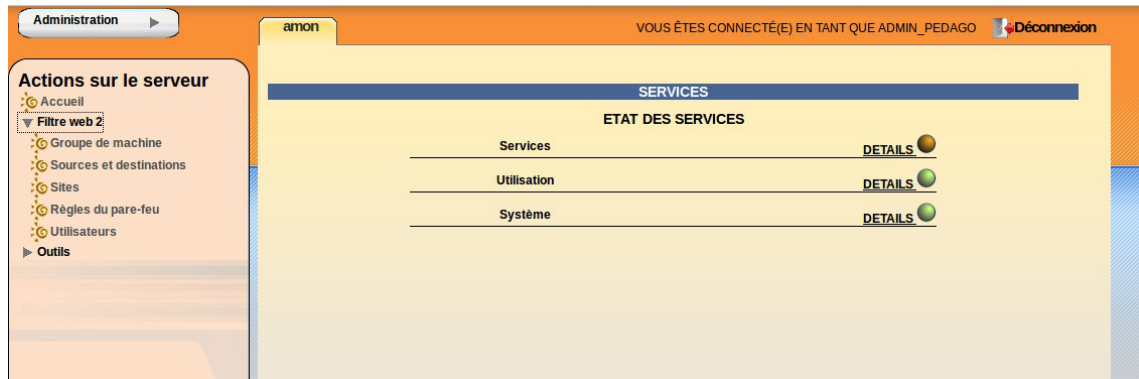 Administration
amon
VOUS ÊTES CONNECTÉ(E) EN TANT QUE ADMIN_PEDAGO
Déconnexion
Actions sur le serveur
Accueil
Filtre web 2
Groupe de machine
Sources et destinations
Sites
Règles du pare-feu
Utilisateurs
Outils
SERVICES
ETAT DES SERVICES
Services DETAILS
Utilisation DETAILS
Système DETAILS